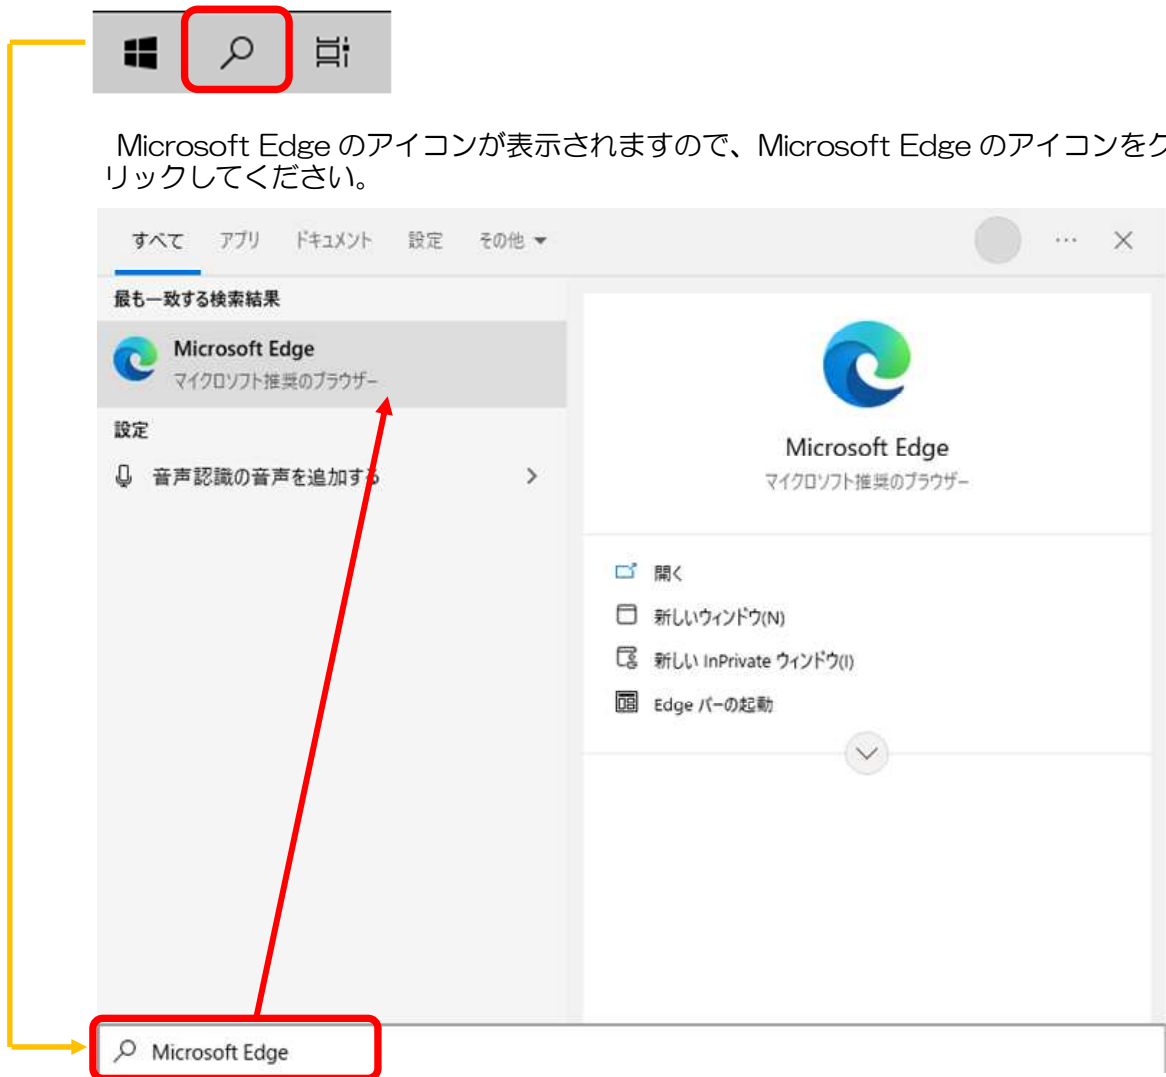 Microsoft Edge のアイコンが表示されますので、Microsoft Edge のアイコンをク
リックしてください。
すべて アプリ ドキュメント 設定 その他
最も一致する検索結果
Microsoft Edge
マイクロソフト推奨のブラウザー
設定
音声認識の音声を追加する
Microsoft Edge
マイクロソフト推奨のブラウザー
開く
新しいウィンドウ(N)
新しい InPrivate ウィンドウ(I)
Edge バーの起動
Microsoft Edge